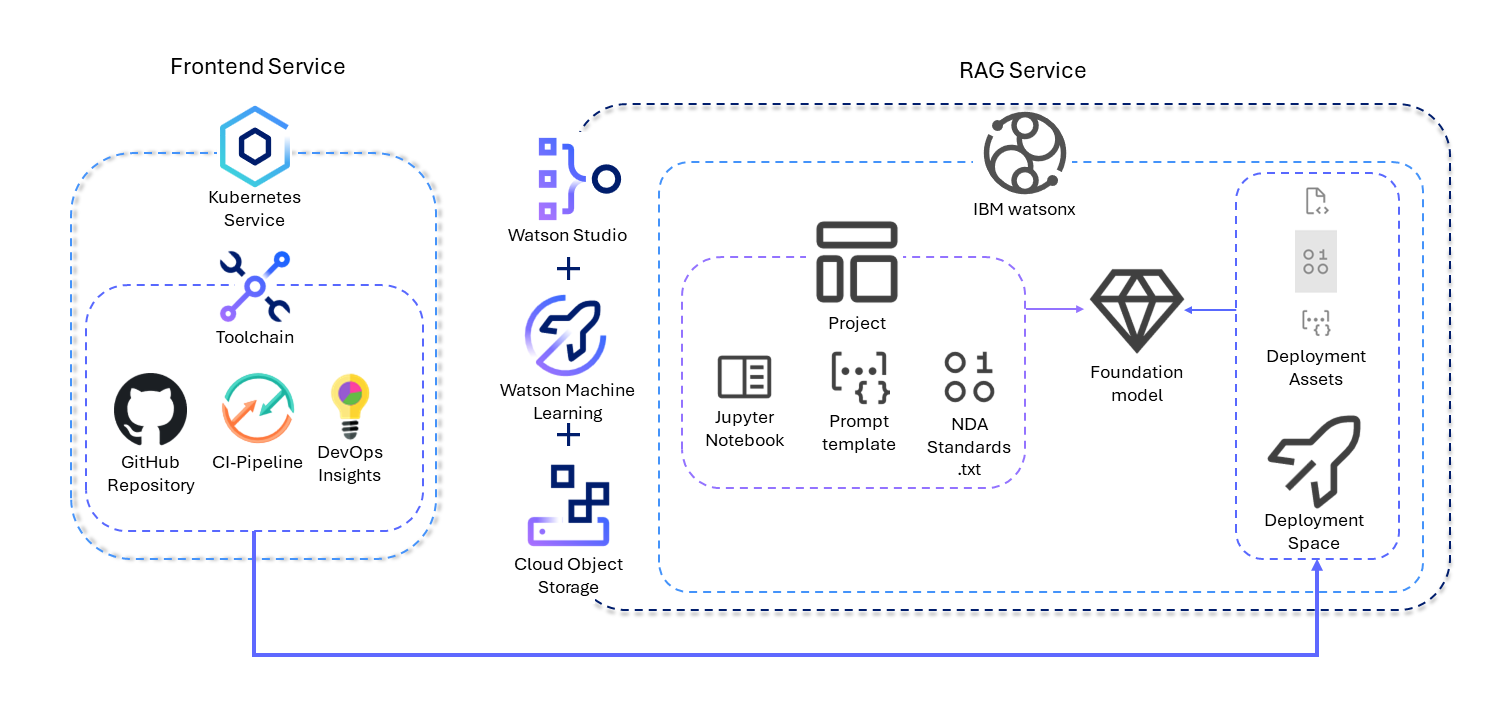 Frontend Service
Kubernetes
Service
Toolchain
GitHub
Repository
CI-Pipeline
DevOps
Insights
RAG Service
Watson Studio
+
Watson Machine
Learning
+
Cloud Object
Storage
IBM watsonx
Project
Jupyter
Notebook
Prompt
template
NDA
Standards
.txt
Foundation
model
Deployment
Assets
Deployment
Space